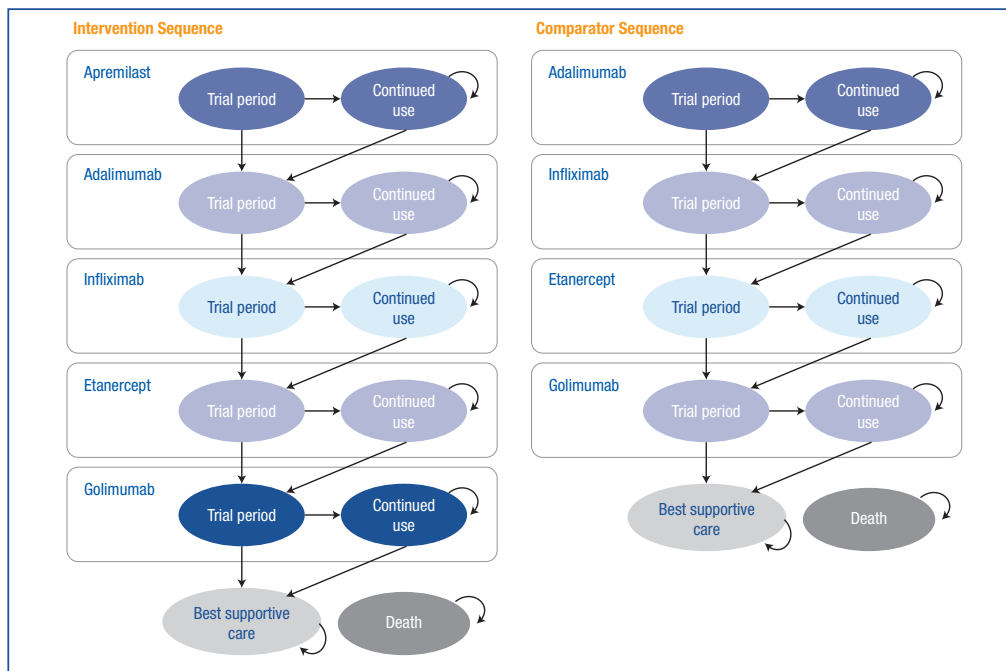 Intervention Sequence
Apremilast
Trial period
Continued
use
Adalimumab
Trial period
Continued
use
Infliximab
Trial period
Continued
use
Etanercept
Trial period
Continued
use
Golimumab
Trial period
Continued
use
Best supportive
care
Death
Comparator Sequence
Adalimumab
Trial period
Continued
use
Infliximab
Trial period
Continued
use
Etanercept
Trial period
Continued
use
Golimumab
Trial period
Continued
use
Best supportive
care
Death